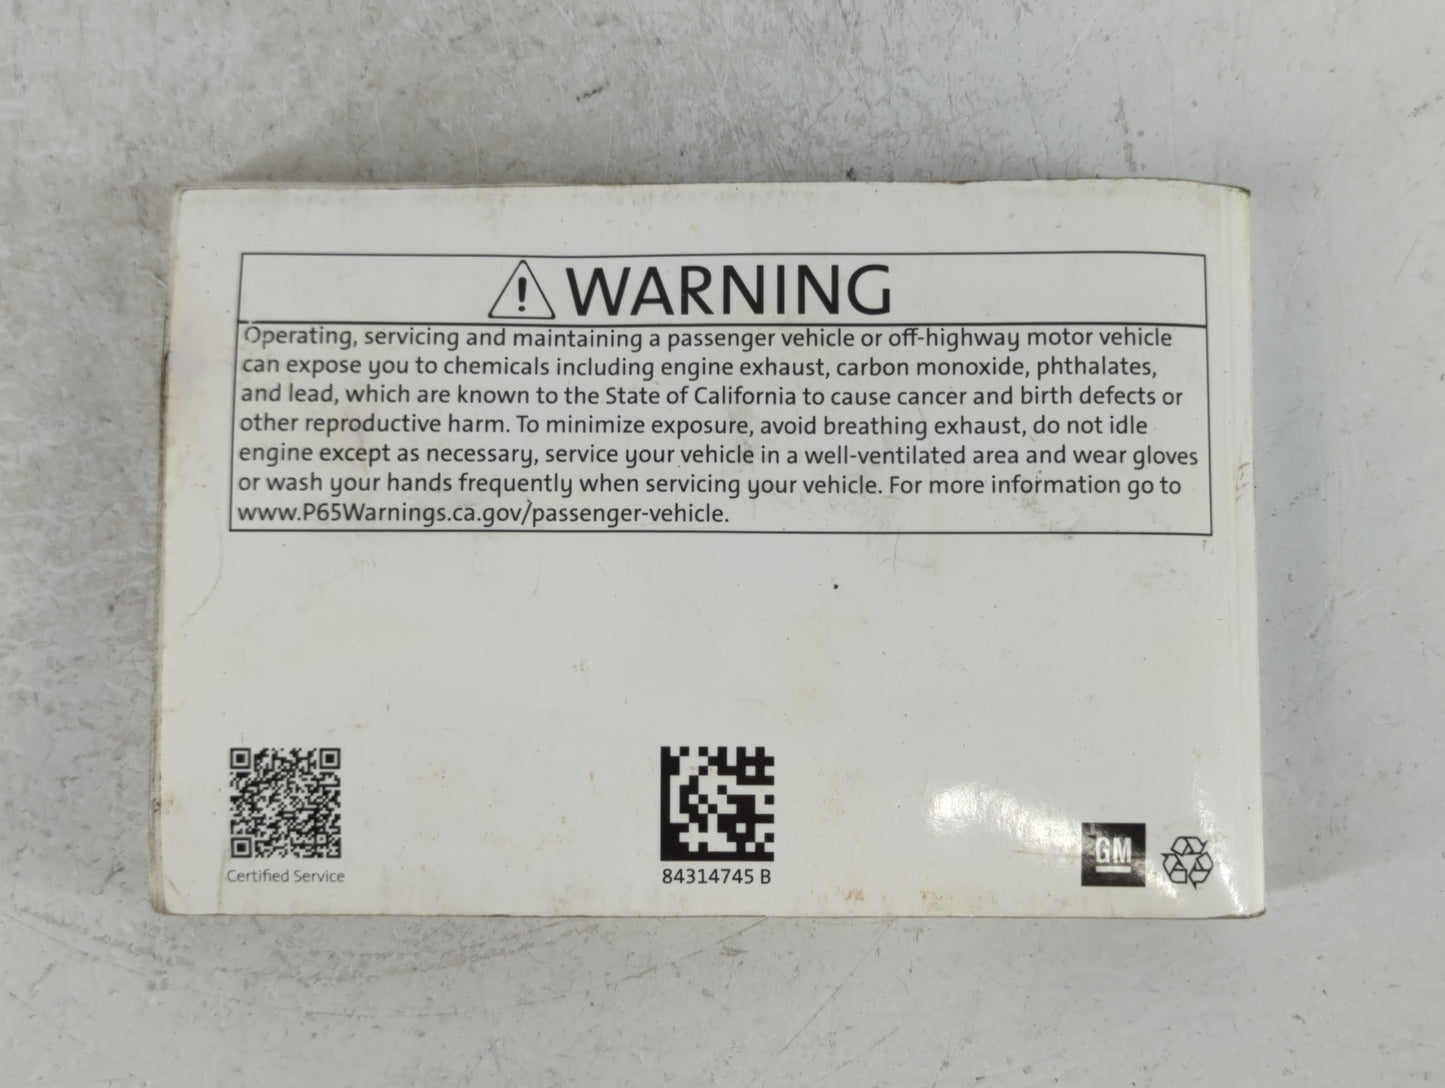 WARNING
Operating, servicing and maintaining a passenger vehicle or off-highway motor vehicle
can expose you to chemicals including engine exhaust, carbon monoxide, phthalates,
and lead, which are known to the State of California to cause cancer and birth defects or
other reproductive harm. To minimize exposure, avoid breathing exhaust, do not idle
engine except as necessary, service your vehicle in a well-ventilated area and wear gloves
or wash your hands frequently when servicing your vehicle. For more information go to
www.P65Warnings.ca.gov/passenger-vehicle.
Certified Service
84314745 B
GM